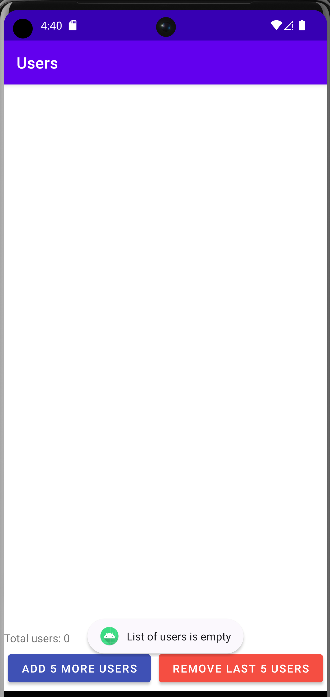 4:40
Users
Total users: 0
List of users is empty
ADD 5 MORE USERS
REMOVE LAST 5 USERS